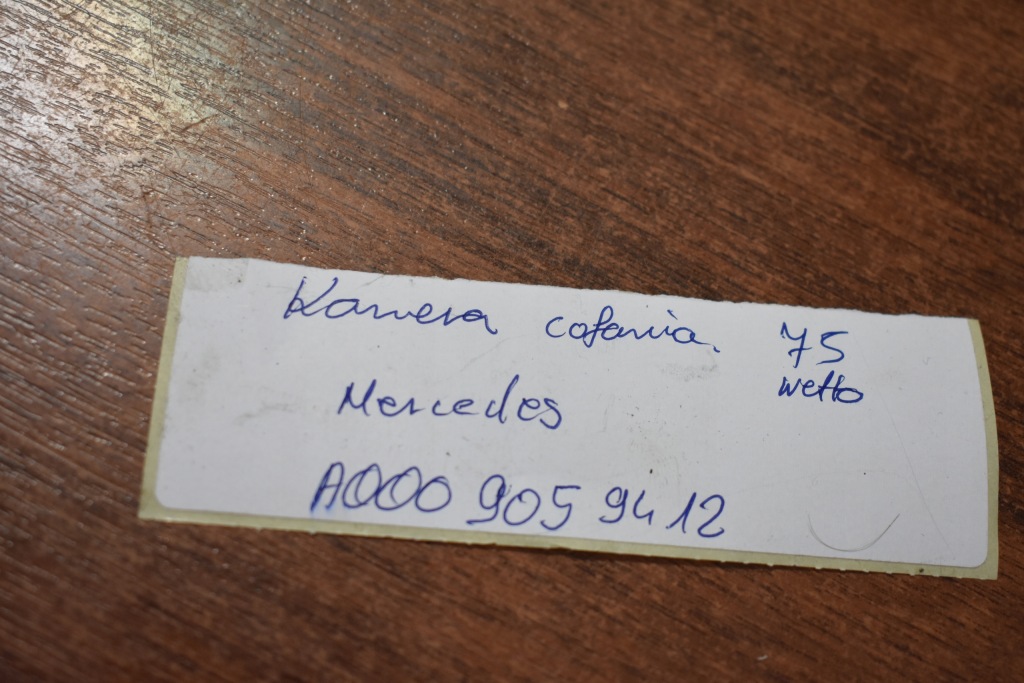 Kamera cofania. 75
netto
Mercedes
A000 905 94 12